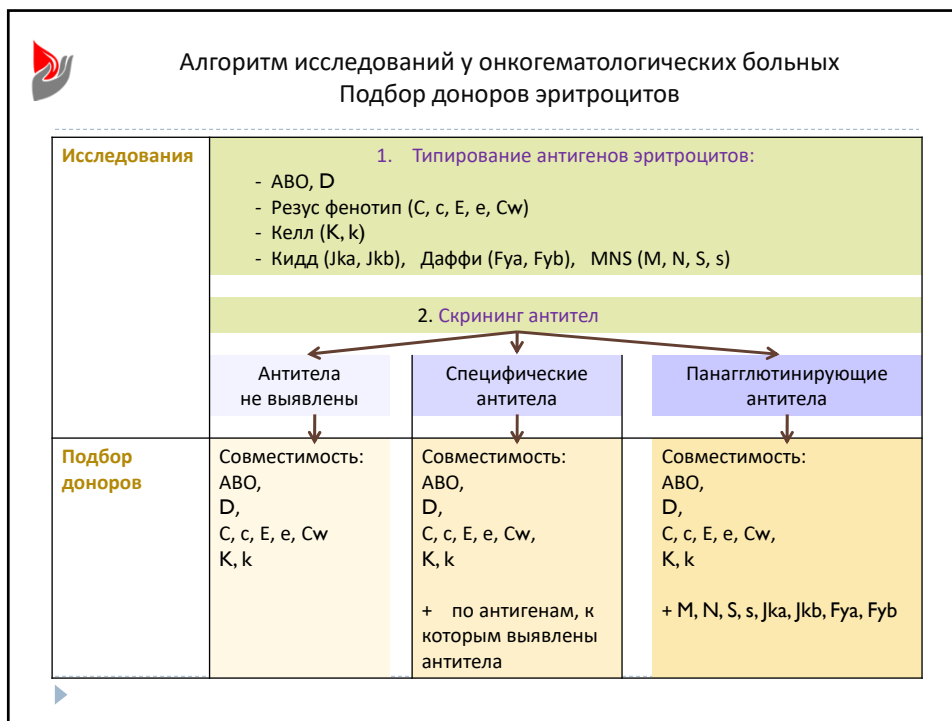 Алгоритм исследований у онкогематологических больных
Подбор доноров эритроцитов
Исследования
1. Типирование антигенов эритроцитов:
- АВО, D
- Резус фенотип (С, с, Е, е, Cw)
- Келл (K, k)
- Кидд (Jka, Jkb), Даффи (Fya, Fyb), MNS (M, N, S, s)
2. Скрининг антител
Антитела
не выявлены
Специфические
антитела
Панагглютинирующие
антитела
Подбор
доноров
Совместимость:
АВО,
D,
C, c, E, e, Cw
K, k
Совместимость:
АВО,
D,
C, c, E, e, Cw,
K, k
+ по антигенам, к
которым выявлены
антитела
Совместимость:
АВО,
D,
C, c, E, e, Cw,
K, k
+ M, N, S, s, Jka, Jkb, Fya, Fyb